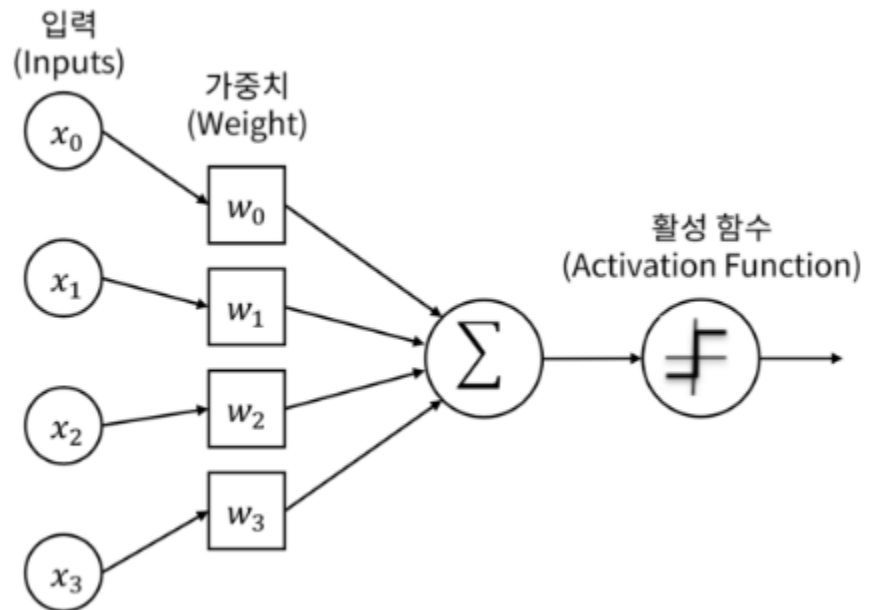 입력
(Inputs)
가중치
(Weight)
x₀
w₀
활성 함수
(Activation Function)
x₁
w₁
∑
x₂
w₂
x₃
w₃